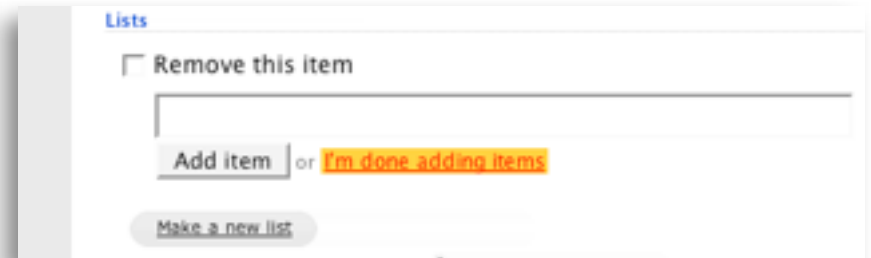 Lists
Remove this item
Add item or I'm done adding items
Make a new list